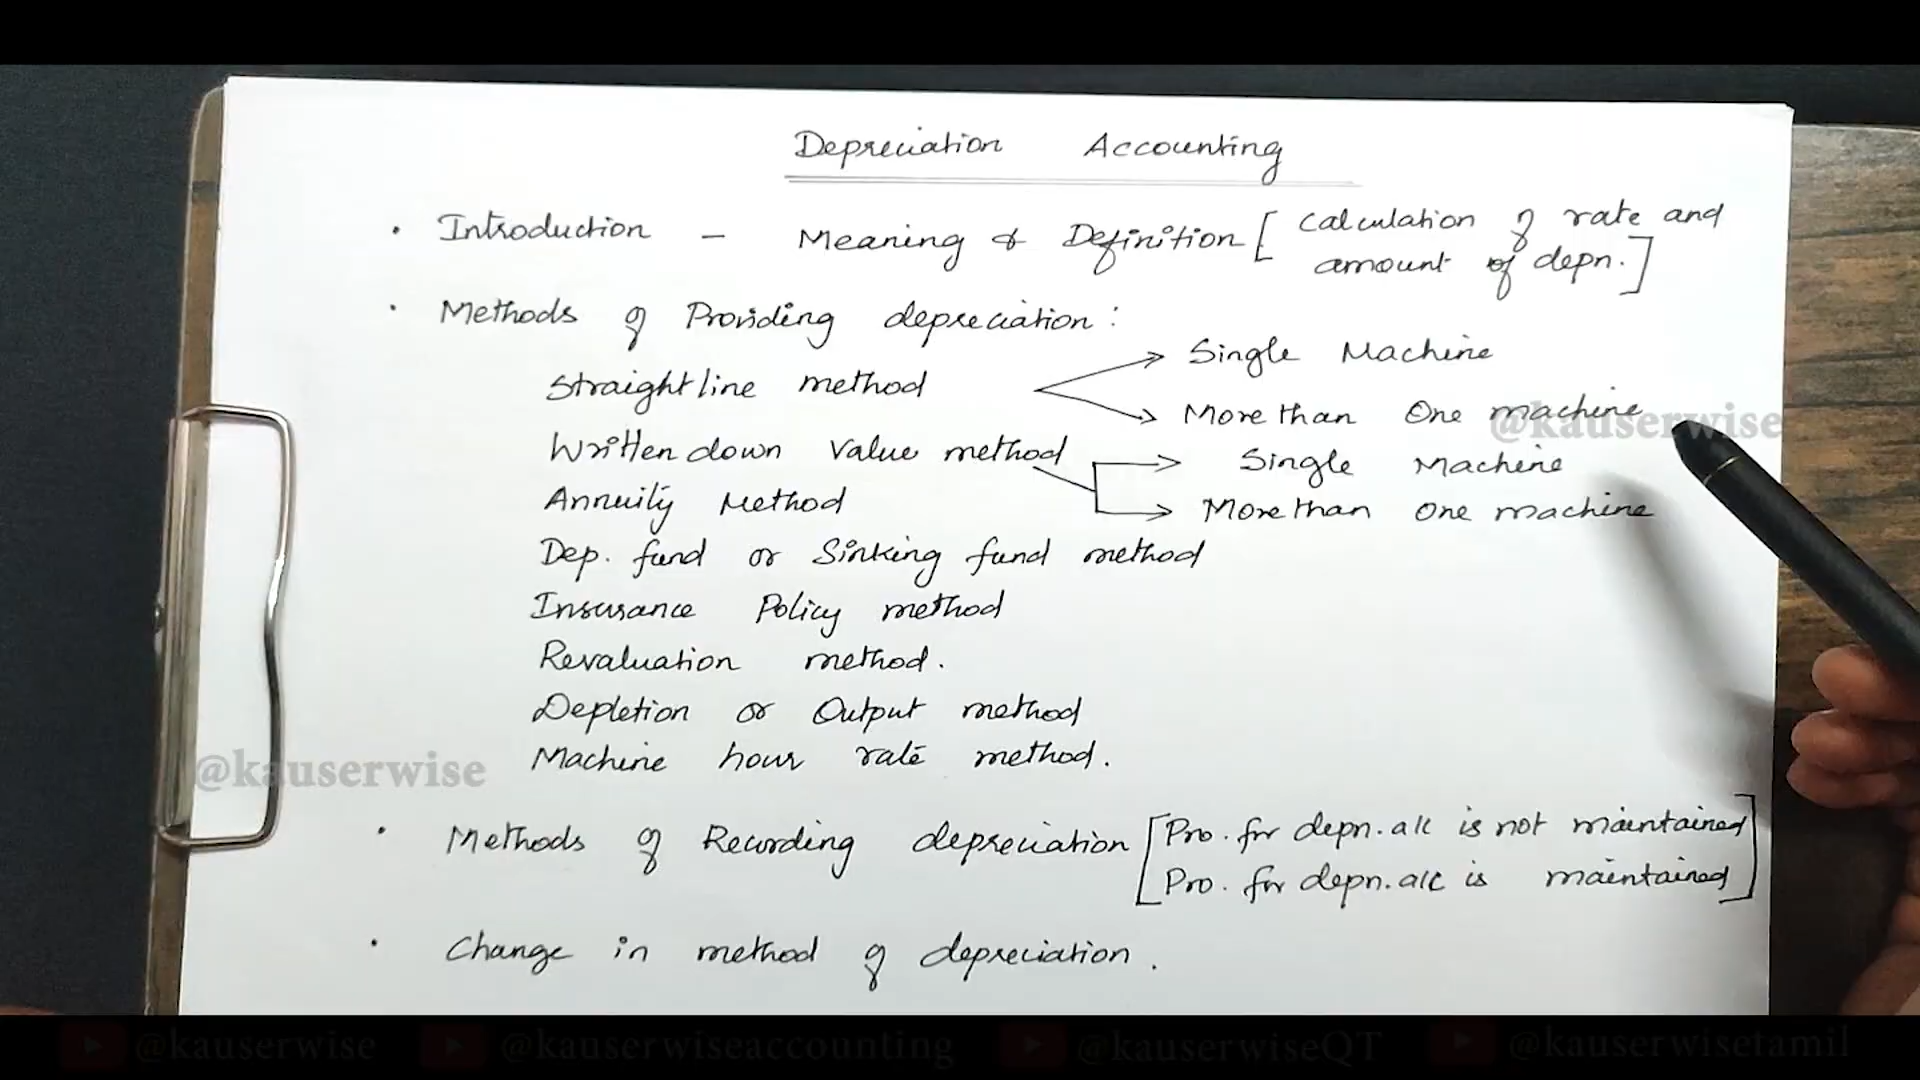 Depreciation Accounting
· Introduction - Meaning & Definition [ Calculation of rate and
amount of depn. ]
· Methods of Providing depreciation :
Straightline method
Single Machine
More than One machine
@kauserwise
Written down Value method
Single Machine
More than One machine
Annuity Method
Dep. fund or Sinking fund method
Insurance Policy method
Revaluation method.
Depletion or Output method
Machine hour rate method.
@kauserwise
· Methods of Recording depreciation [ Pro. for depn. a/c is not maintained
Pro. for depn. a/c is maintained ]
· Change in method of depreciation.
@kauserwise @kauserwiseaccounting @kauserwiseQT @kauserwisetamil